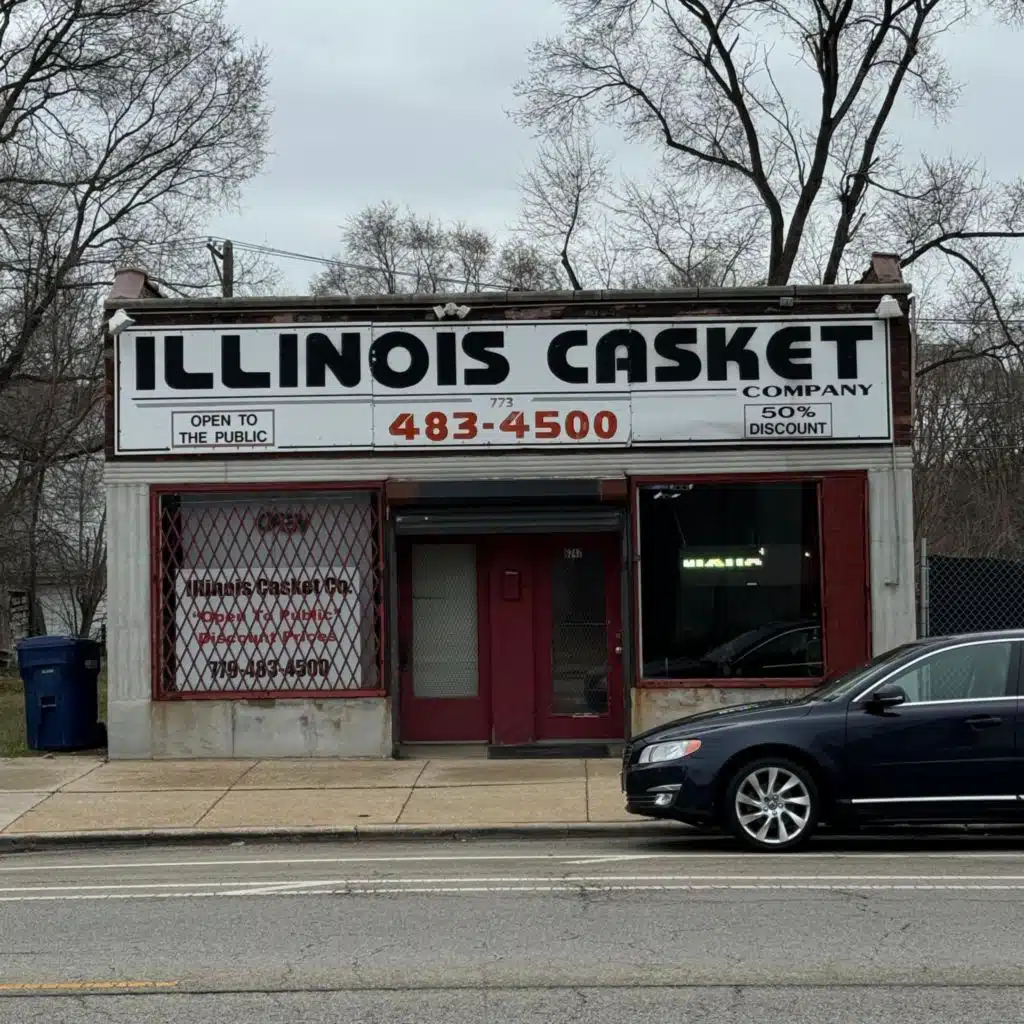 ILLINOIS CASKET
COMPANY
773
483-4500
OPEN TO
THE PUBLIC
50%
DISCOUNT
OPEN
Illinois Casket Co.
"Open To Public"
Discount Prices
779-483-4500